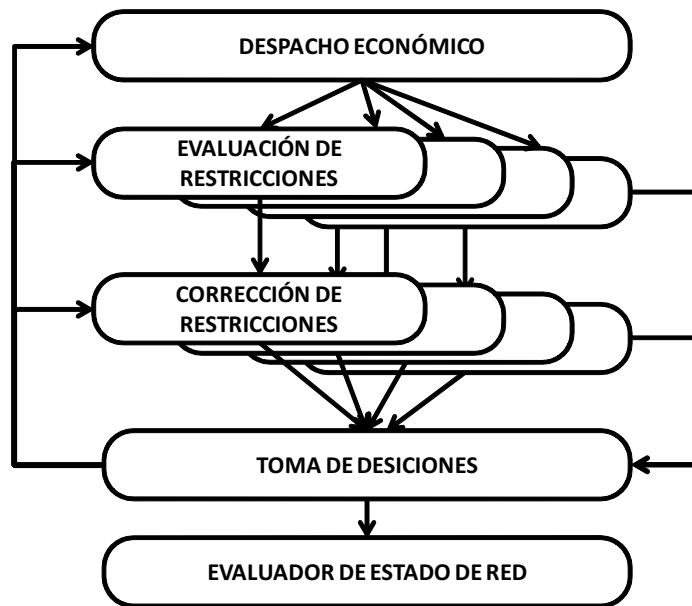 DESPACHO ECONÓMICO
EVALUACIÓN DE
RESTRICCIONES
CORRECCIÓN DE
RESTRICCIONES
TOMA DE DESICIONES
EVALUADOR DE ESTADO DE RED